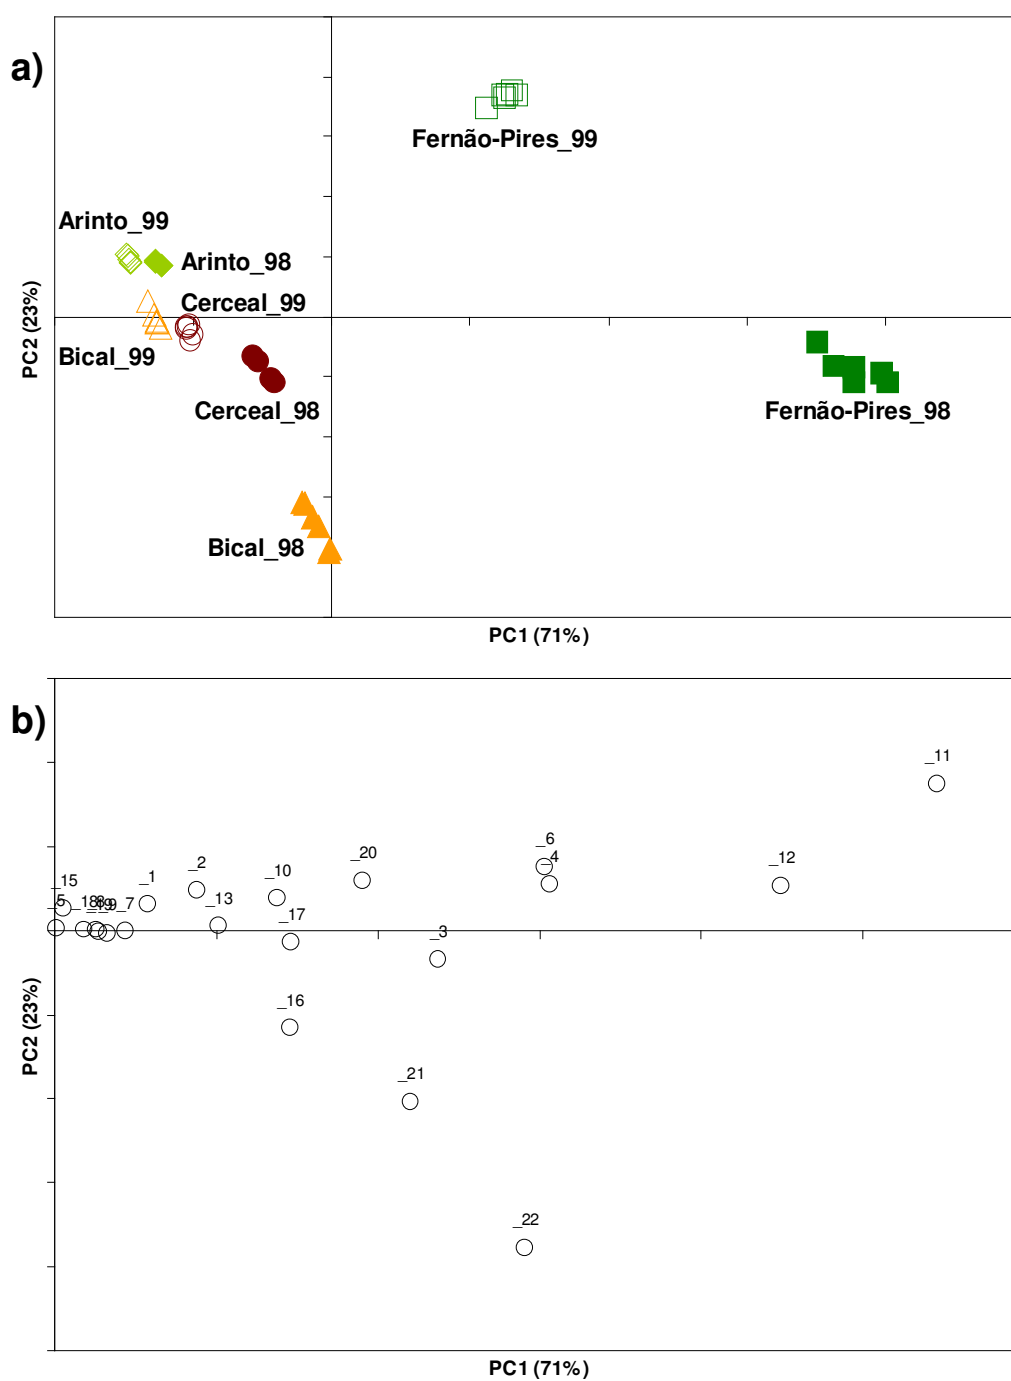 a)
Fernão-Pires_99
Arinto_99
Arinto_98
Cerceal_99
Bical_99
Cerceal_98
Fernão-Pires_98
Bical_98
PC2 (23%)
PC1 (71%)
b)
_11
_6
_4
_12
_20
_2
_10
_1
_15
_13
_5
_7
_17
_3
_16
_21
_22
PC2 (23%)
PC1 (71%)